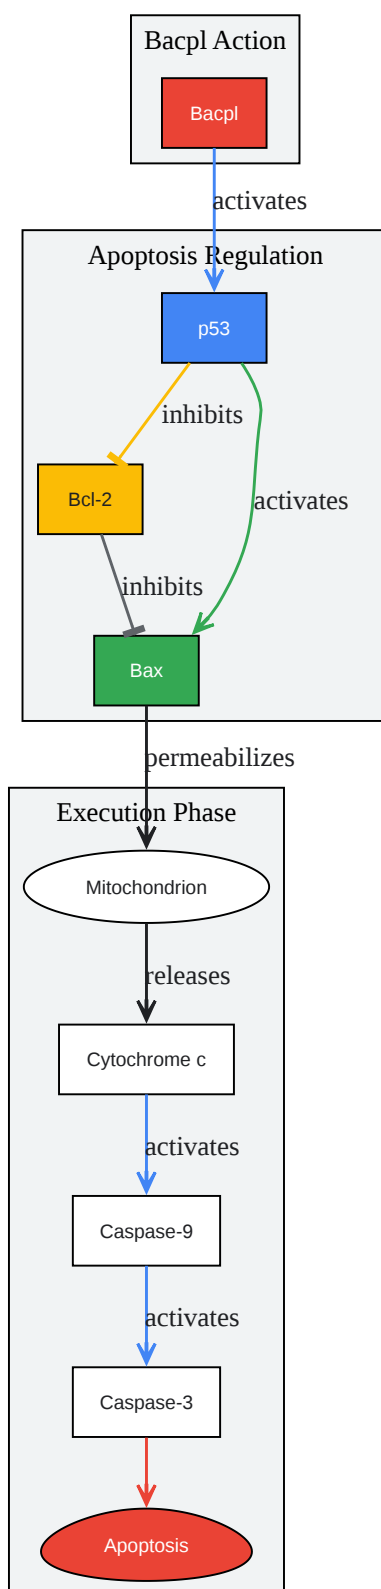 Bacpl Action
Bacpl
activates
Apoptosis Regulation
p53
inhibits
Bcl-2
activates
inhibits
Bax
permeabilizes
Execution Phase
Mitochondrion
releases
Cytochrome c
activates
Caspase-9
activates
Caspase-3
Apoptosis